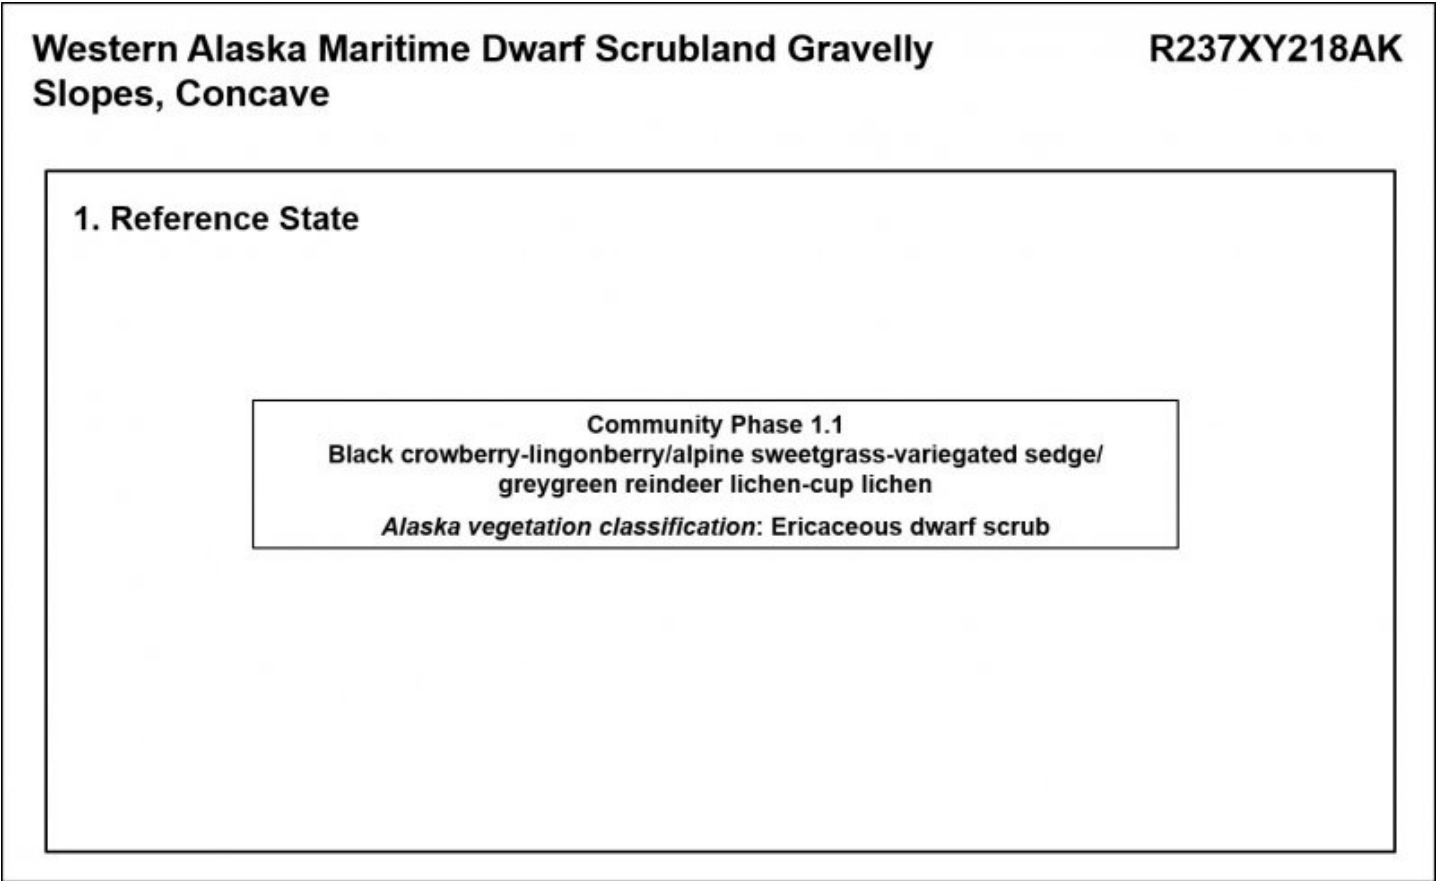 Western Alaska Maritime Dwarf Scrubland Gravelly
Slopes, Concave
R237XY218AK
1. Reference State
Community Phase 1.1
Black crowberry-lingonberry/alpine sweetgrass-variegated sedge/
greygreen reindeer lichen-cup lichen
Alaska vegetation classification: Ericaceous dwarf scrub